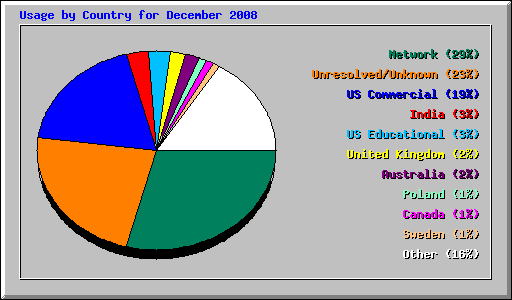 Usage by Country for December 2008
Network (29%)
Unresolved/Unknown (23%)
US Commercial (19%)
India (3%)
US Educational (3%)
United Kingdom (2%)
Australia (2%)
Poland (1%)
Canada (1%)
Sweden (1%)
Other (16%)